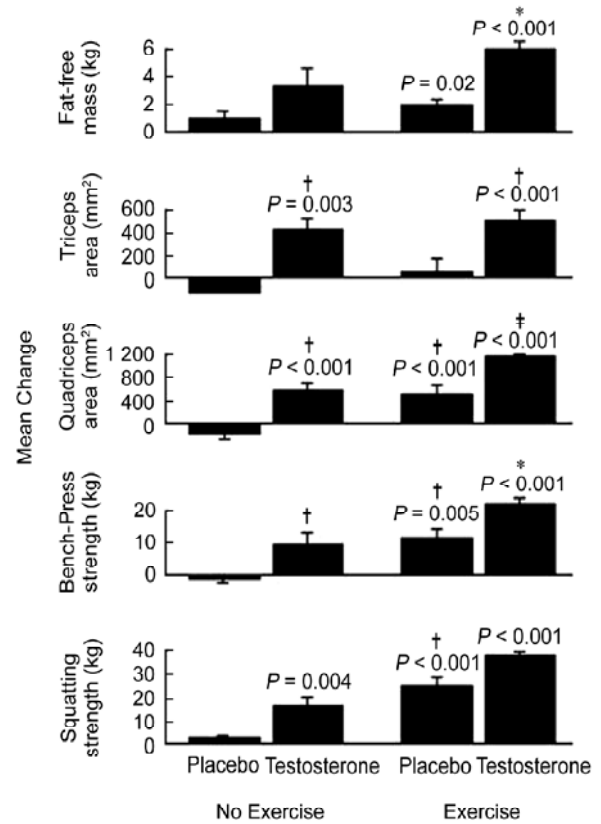 *
P < 0.001
Fat-free
mass (kg)
6
4
2
0
P = 0.02
†
†
P < 0.001
Triceps
area (mm²)
600
400
200
0
P = 0.003
‡
P < 0.001
Quadriceps
area (mm²)
1 200
800
400
0
†
P < 0.001
†
P < 0.001
Mean Change
*
P < 0.001
Bench-Press
strength (kg)
20
10
0
†
†
P = 0.005
P < 0.001
Squatting
strength (kg)
40
30
20
10
0
P = 0.004
†
P < 0.001
Placebo Testosterone Placebo Testosterone
No Exercise Exercise